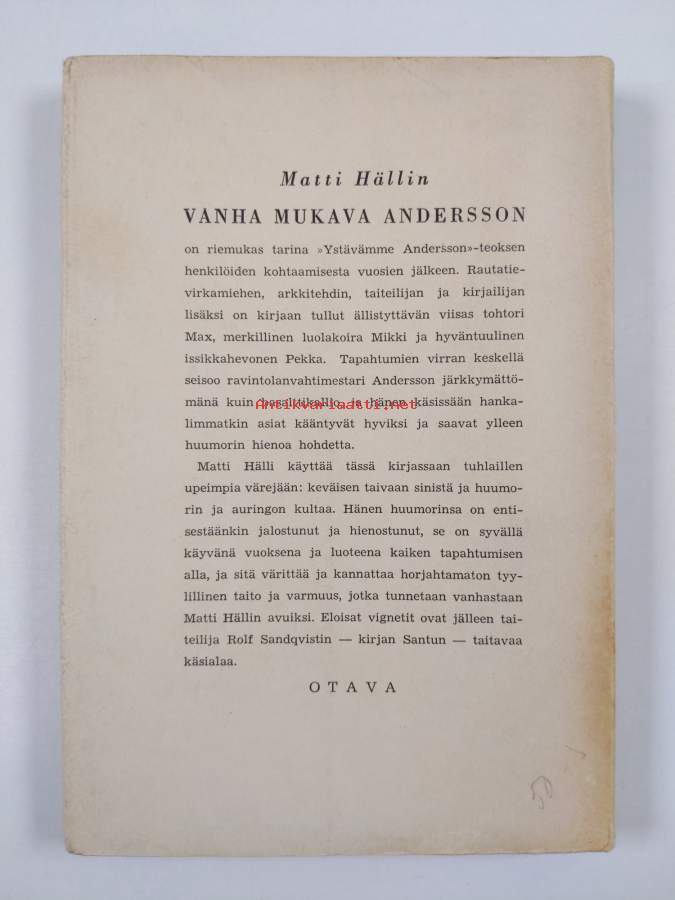 Matti Hällin
VANHA MUKAVA ANDERSSON
on riemukas tarina »Ystävämme Andersson»-teoksen
henkilöiden kohtaamisesta vuosien jälkeen. Rautatie-
virkamiehen, arkkitehdin, taiteilijan ja kirjailijan
lisäksi on kirjaan tullut ällistyttävän viisas tohtori
Max, merkillinen luolakoira Mikki ja hyväntuulinen
issikkahevonen Pekka. Tapahtumien virran keskellä
seisoo ravintolanvahtimestari Andersson järkkymättö-
mänä kuin basalttikallio, ja hänen käsissään hanka-
Antikvariaatti.net
limmatkin asiat kääntyvät hyviksi ja saavat ylleen
huumorin hienoa hohdetta.
Matti Hälli käyttää tässä kirjassaan tuhlaillen
upeimpia värejään: keväisen taivaan sinistä ja huumo-
rin ja auringon kultaa. Hänen huumorinsa on enti-
sestäänkin jalostunut ja hienostunut, se on syvällä
käyvänä vuoksena ja luoteena kaiken tapahtumisen
alla, ja sitä värittää ja kannattaa horjahtamaton tyy-
lillinen taito ja varmuus, jotka tunnetaan vanhastaan
Matti Hällin avuiksi. Eloisat vignetit ovat jälleen tai-
teilija Rolf Sandqvistin — kirjan Santun — taitavaa
käsialaa.
OTAVA
50